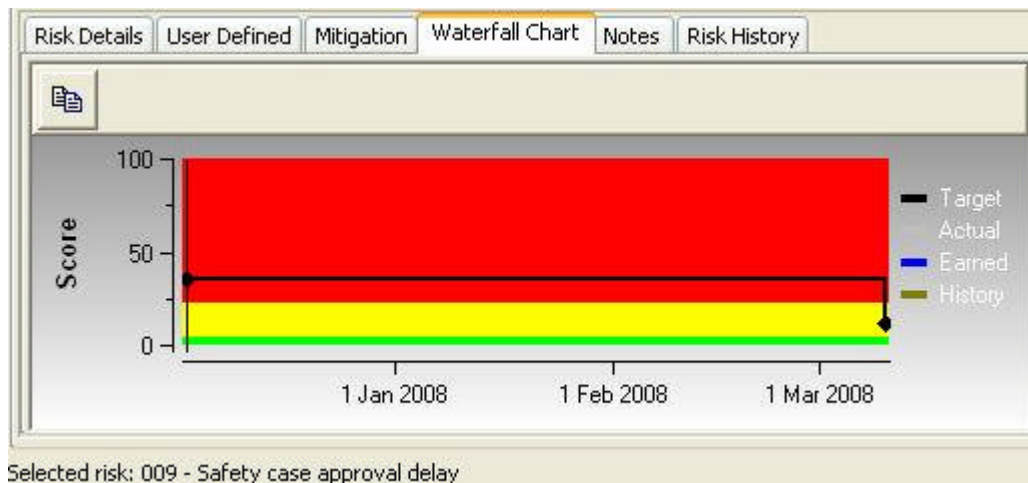 Risk Details User Defined Mitigation Waterfall Chart Notes Risk History
100
50
0
Score
Target
Actual
Earned
History
1 Jan 2008 1 Feb 2008 1 Mar 2008
Selected risk: 009 - Safety case approval delay